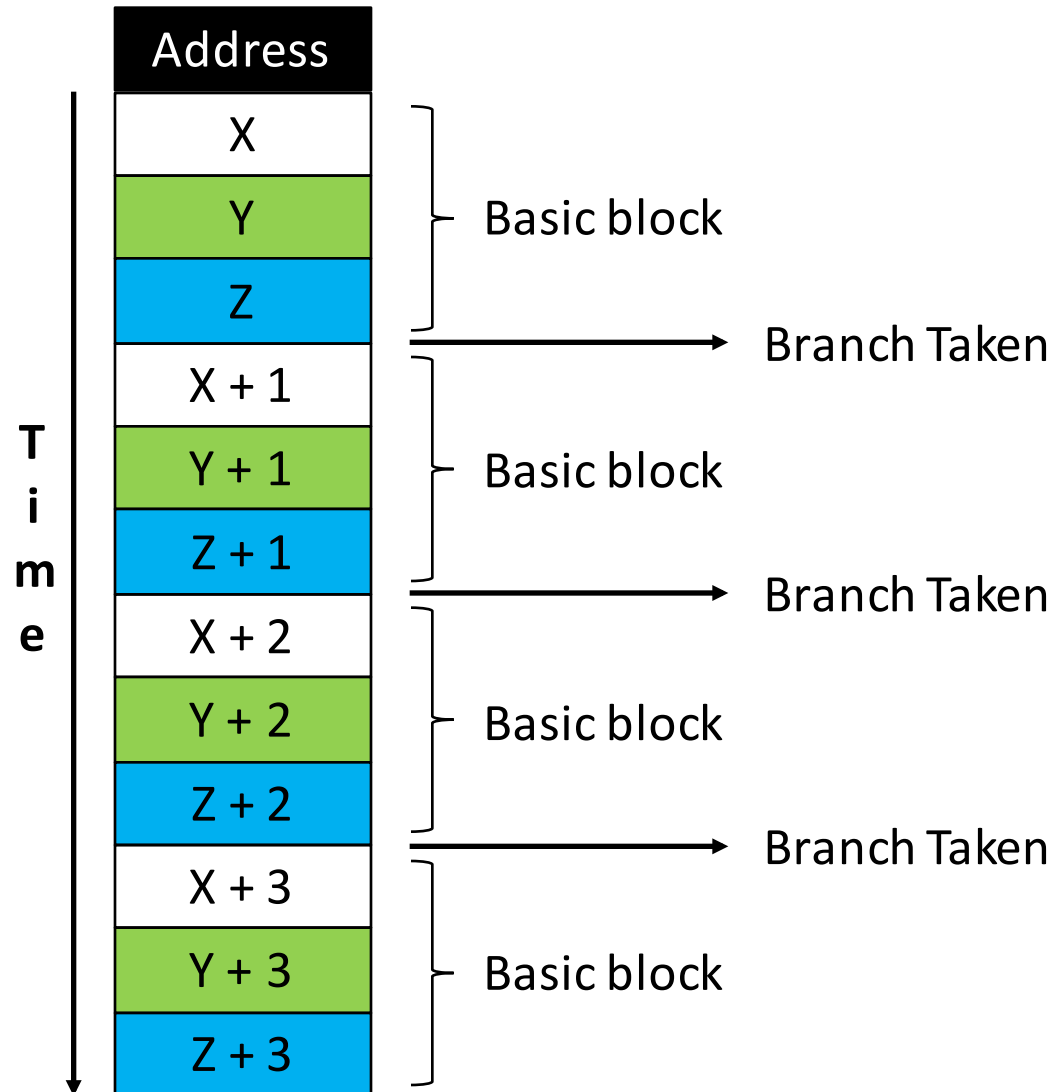 Address
X
Y
Basic block
Z
Branch Taken
X + 1
Time
Y + 1
Basic block
Z + 1
Branch Taken
X + 2
Y + 2
Basic block
Z + 2
Branch Taken
X + 3
Y + 3
Basic block
Z + 3